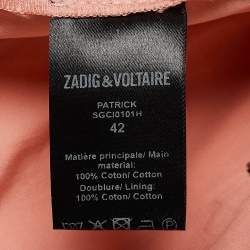 ZADIG & VOLTAIRE
PATRICK
SGCI0101H
42
Matière principale/ Main
material:
100% Coton/ Cotton
Doublure/ Lining:
100% Coton/ Cotton